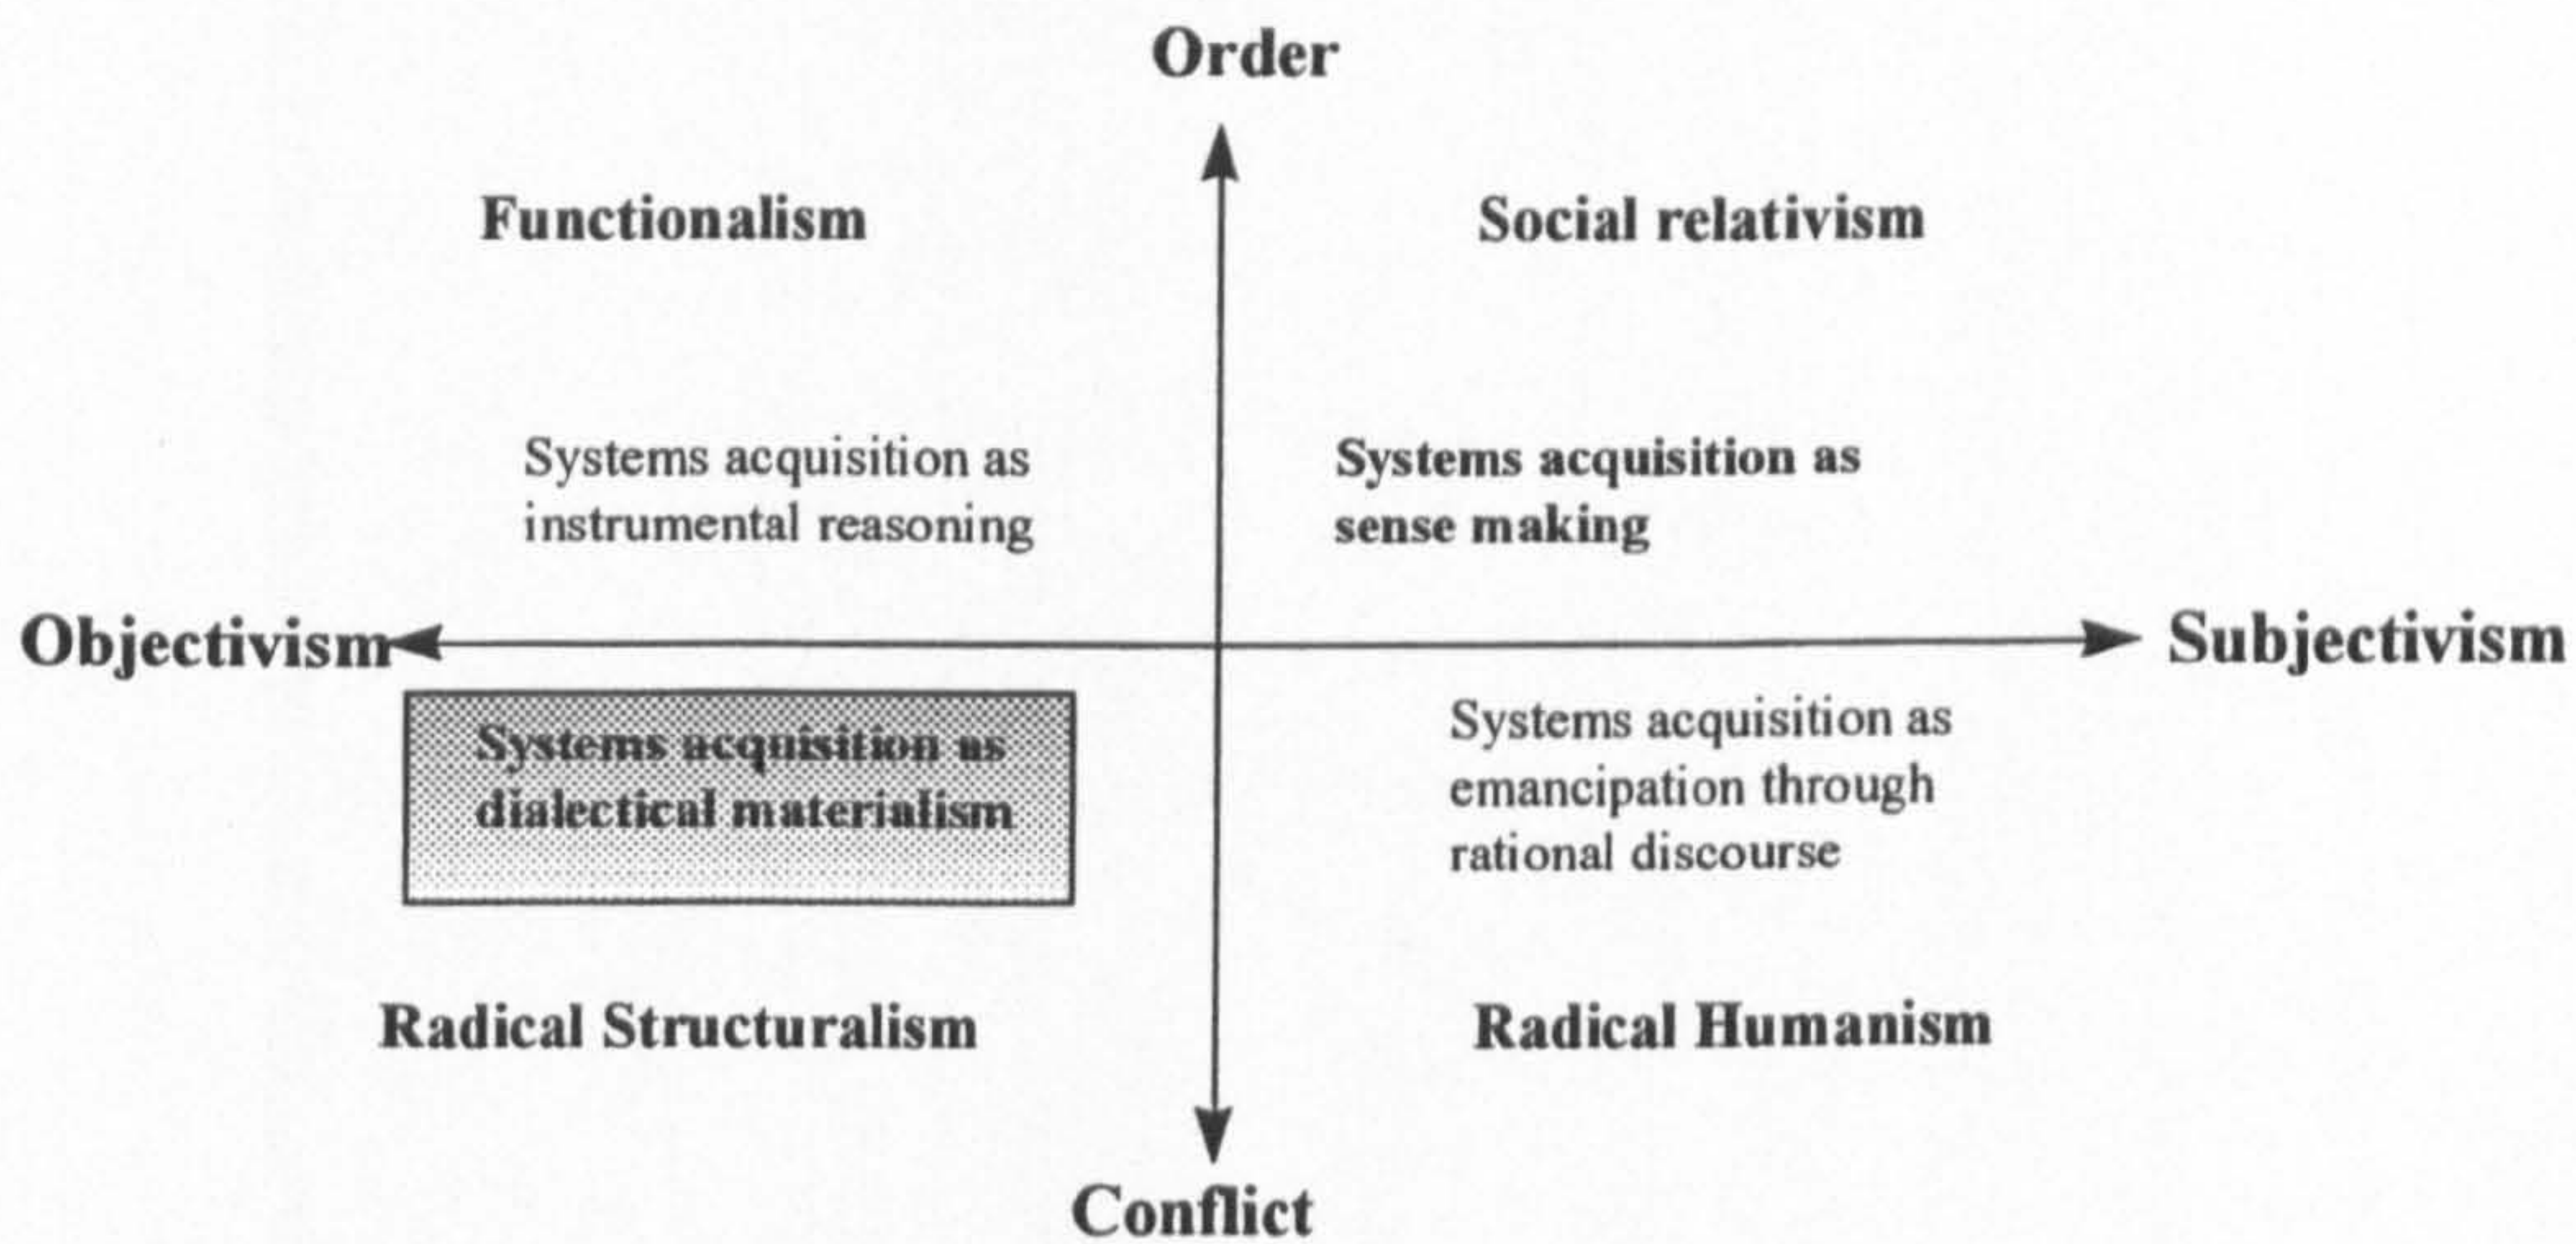 Order
Functionalism
Social relativism
Systems acquisition as
instrumental reasoning
Systems acquisition as
sense making
Objectivism
Subjectivism
Systems acquisition as
dialectical materialism
Systems acquisition as
emancipation through
rational discourse
Radical Structuralism
Radical Humanism
Conflict